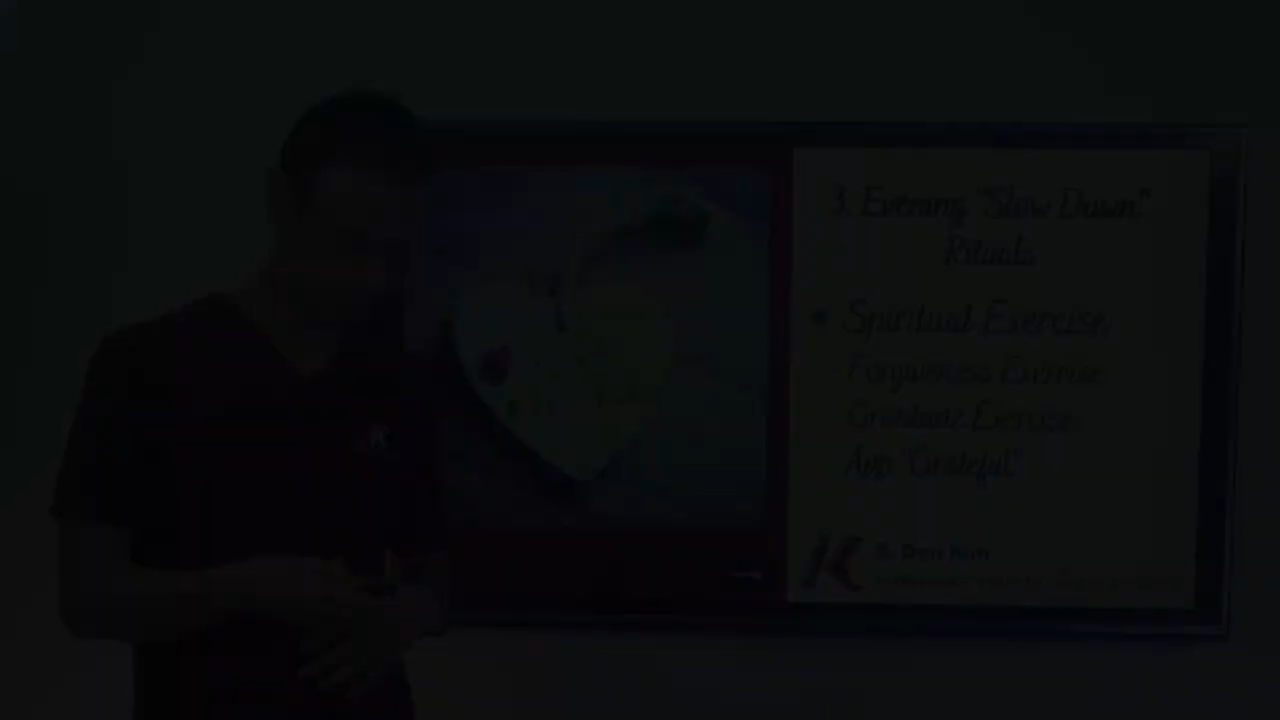 3. Evening "Slow Down"
Rituals
• Spiritual Exercise,
Forgiveness Exercise
Gratitude Exercise
App "Grateful"
K